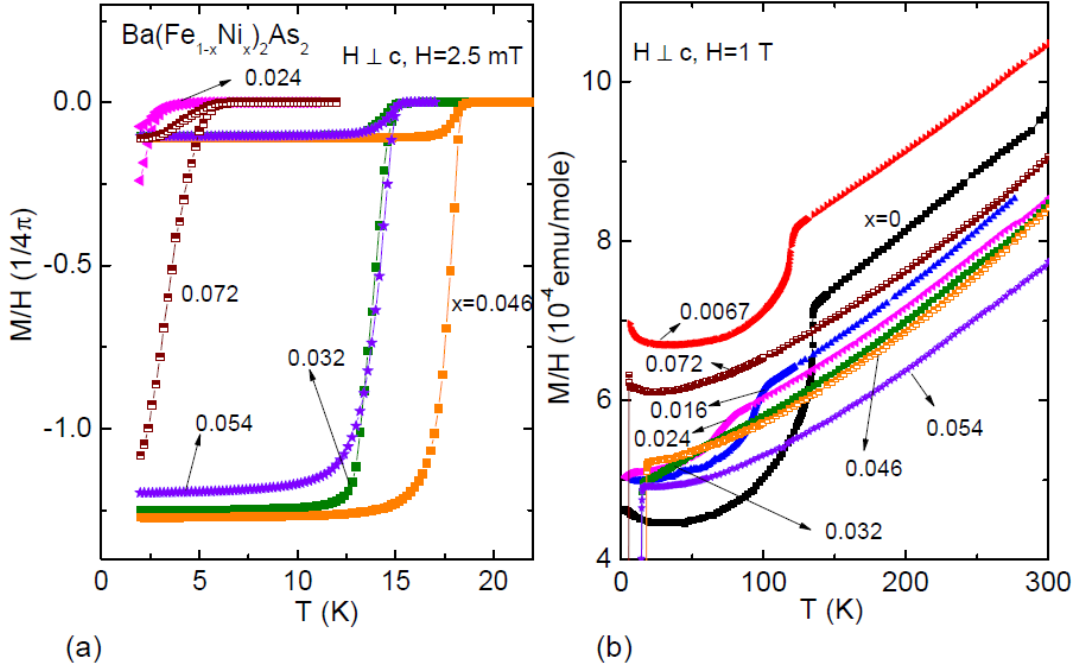 Ba(Fe₁₋ₓNiₓ)₂As₂
H ⊥ c, H=2.5 mT
0.024
0.0
-0.5
-1.0
M/H (1/4π)
0.072
x=0.046
0.032
0.054
0
5
10
15
20
T (K)
(a)
H ⊥ c, H=1 T
10
8
6
4
M/H (10⁻⁴ emu/mole)
x=0
0.0067
0.072
0.016
0.024
0.054
0.046
0.032
0
100
200
300
T (K)
(b)